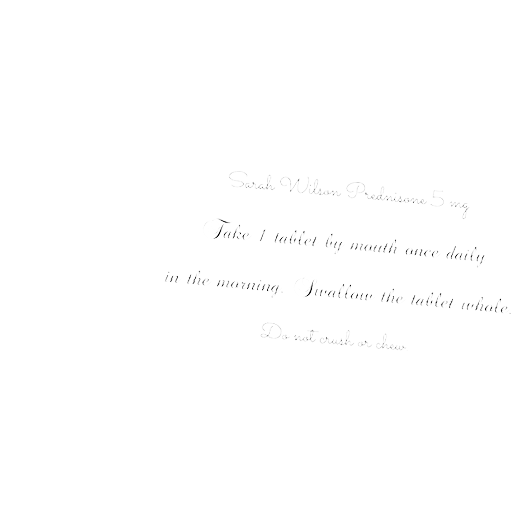 Sarah Wilson Prednisone 5 mg
Take 1 tablet by mouth once daily
in the morning. Swallow the tablet whole.
Do not crush or chew